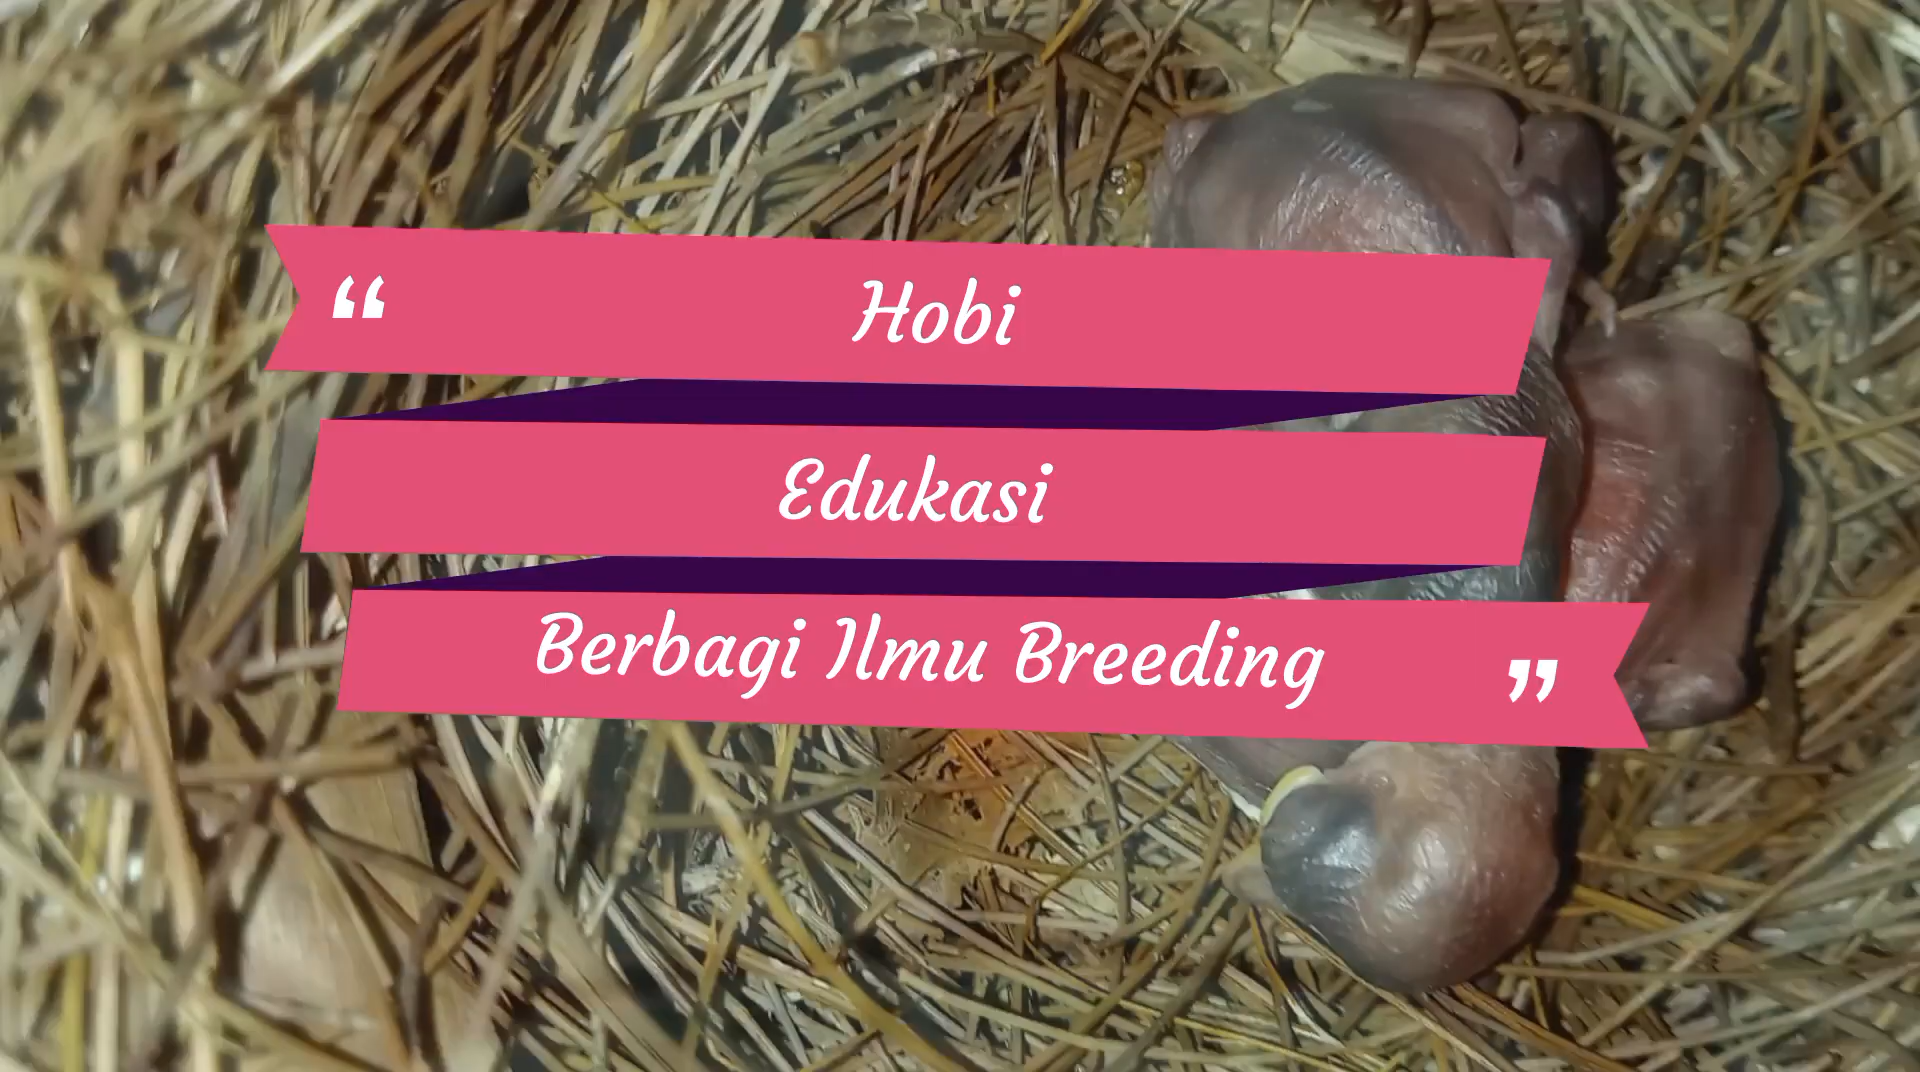 “ Hobi
Edukasi
Berbagi Ilmu Breeding ”